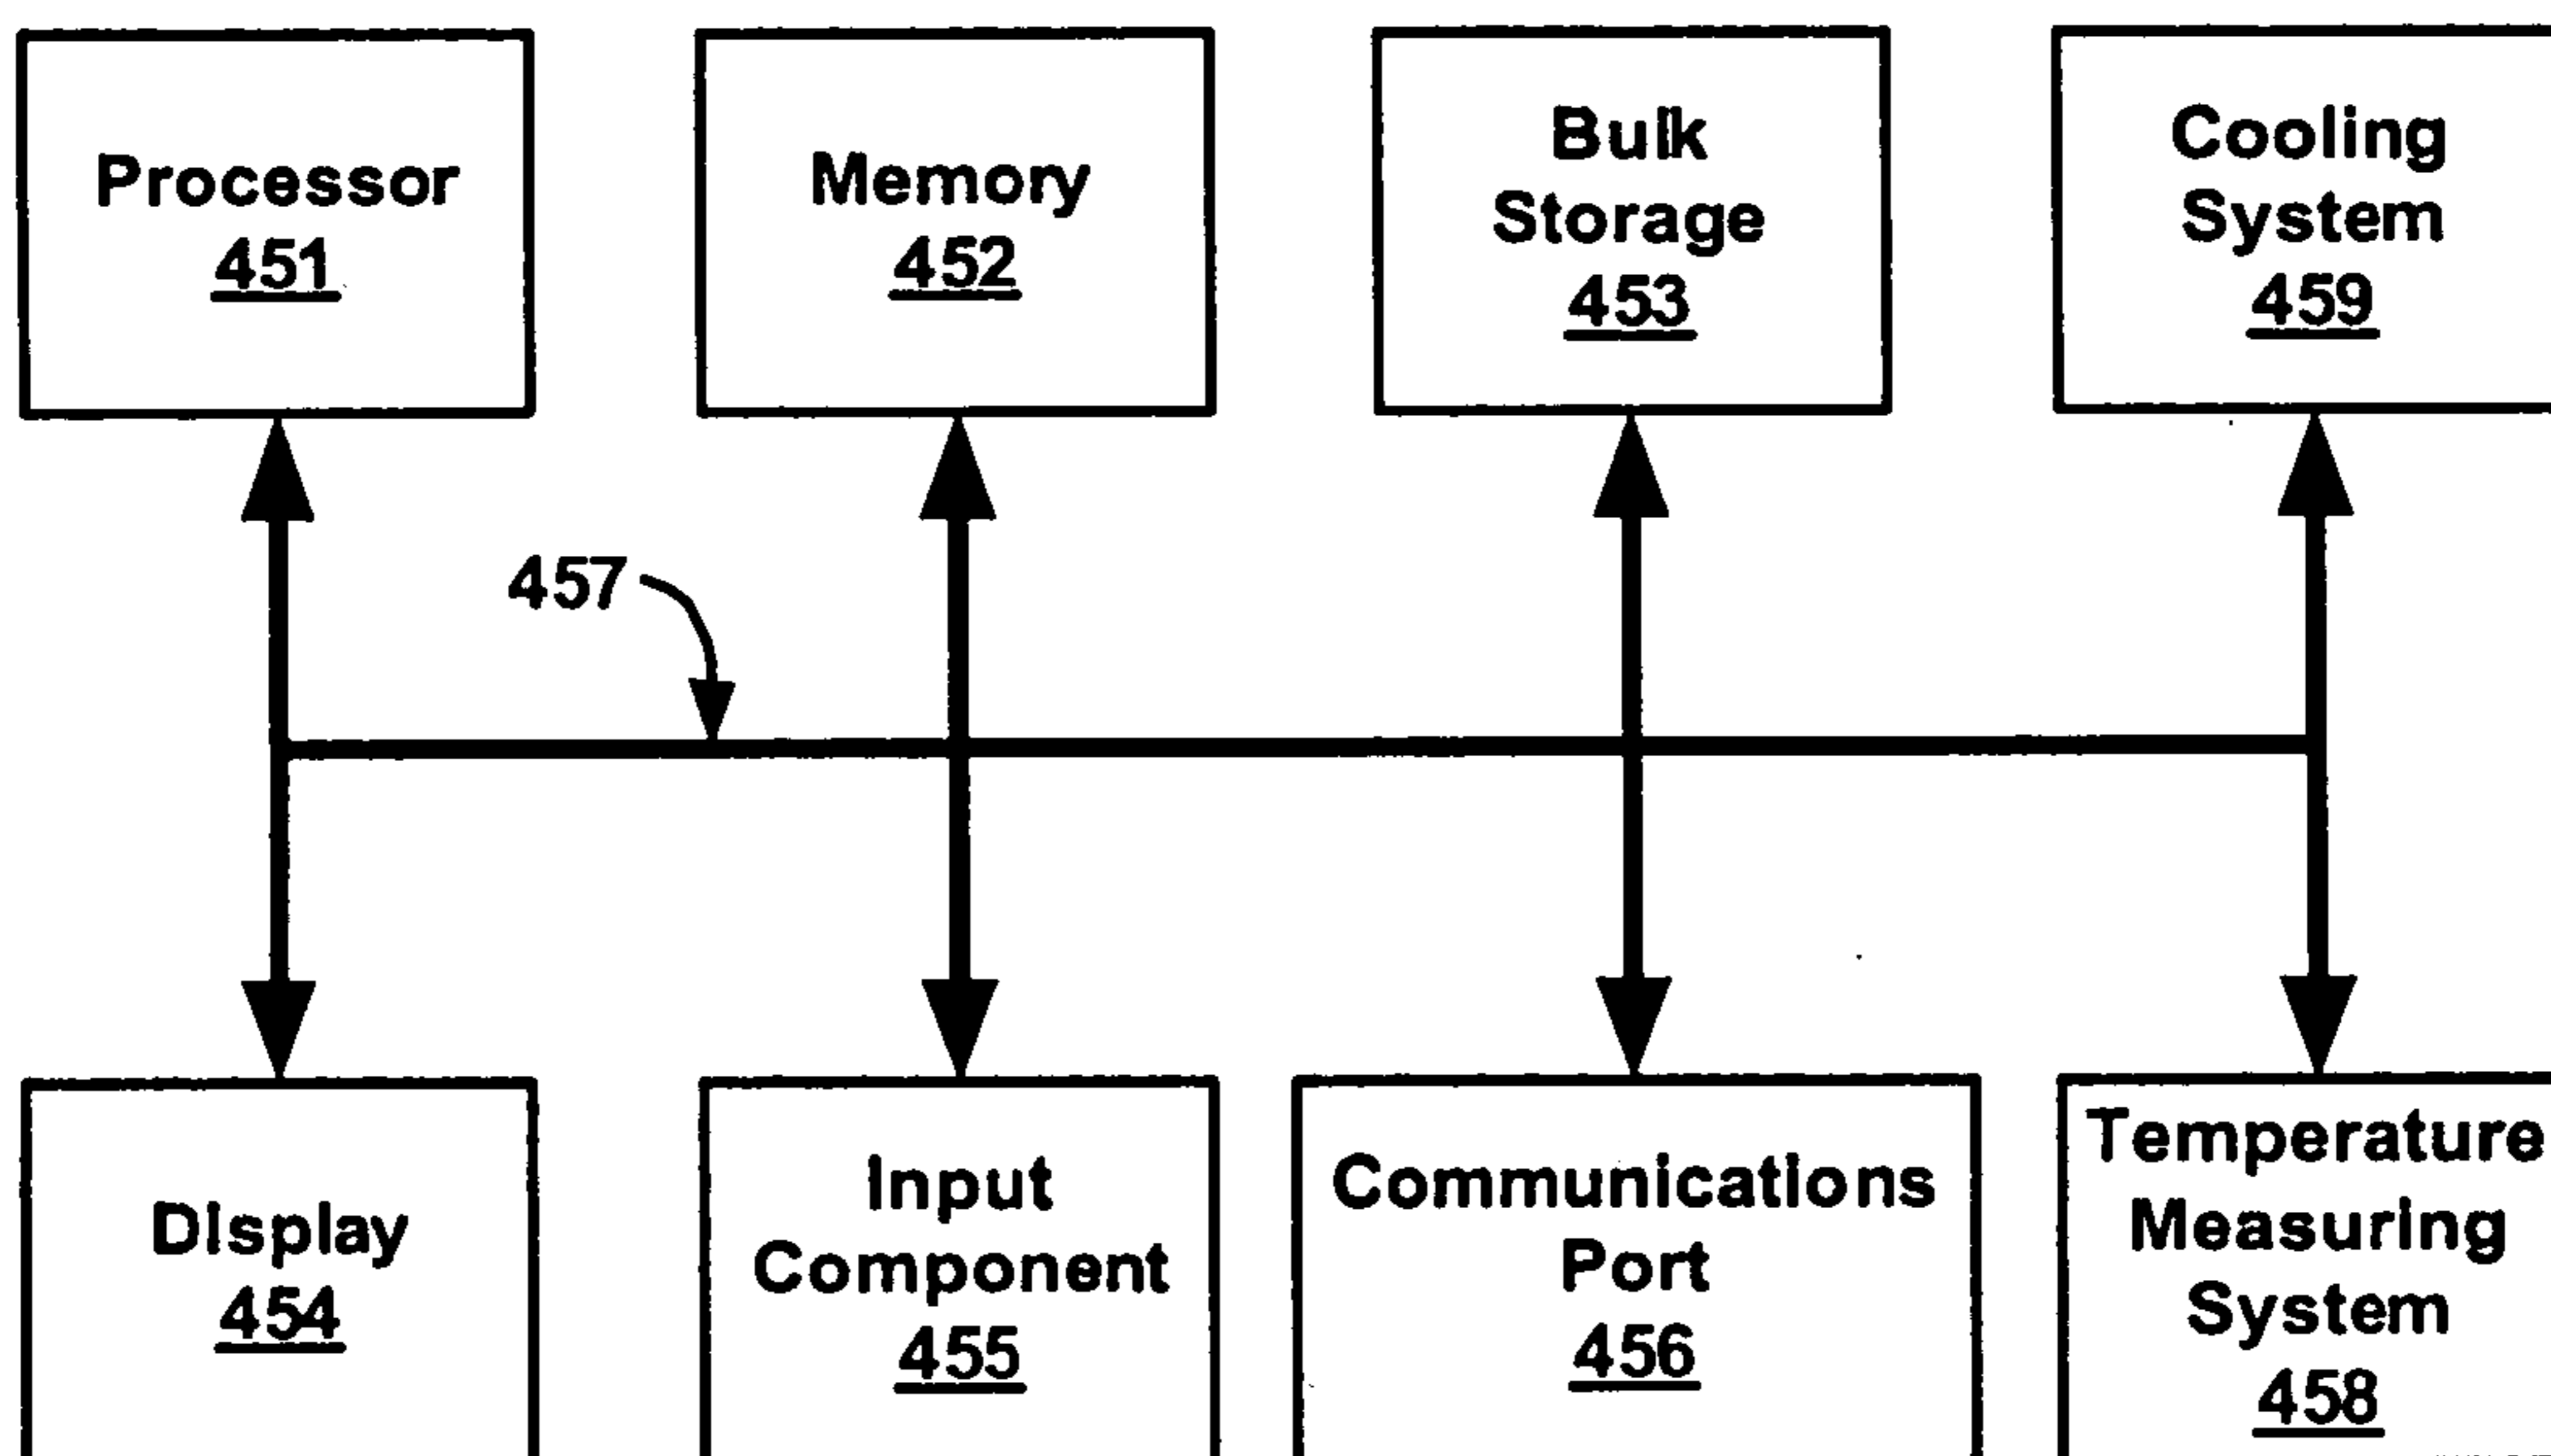 Processor
451
Memory
452
Bulk
Storage
453
Cooling
System
459
457
Display
454
Input
Component
455
Communications
Port
456
Temperature
Measuring
System
458